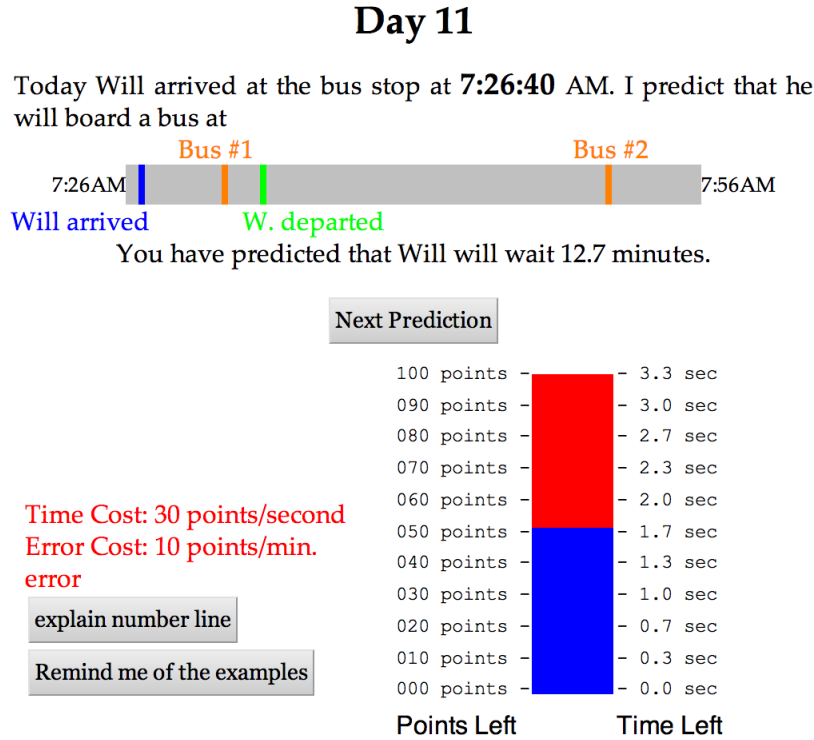 Day 11
Today Will arrived at the bus stop at 7:26:40 AM. I predict that he
will board a bus at
Bus #1
Bus #2
7:26AM
7:56AM
Will arrived
W. departed
You have predicted that Will will wait 12.7 minutes.
Next Prediction
100 points - - 3.3 sec
090 points - - 3.0 sec
080 points - - 2.7 sec
070 points - - 2.3 sec
060 points - - 2.0 sec
050 points - - 1.7 sec
040 points - - 1.3 sec
030 points - - 1.0 sec
020 points - - 0.7 sec
010 points - - 0.3 sec
000 points - - 0.0 sec
Points Left
Time Left
Time Cost: 30 points/second
Error Cost: 10 points/min.
error
explain number line
Remind me of the examples